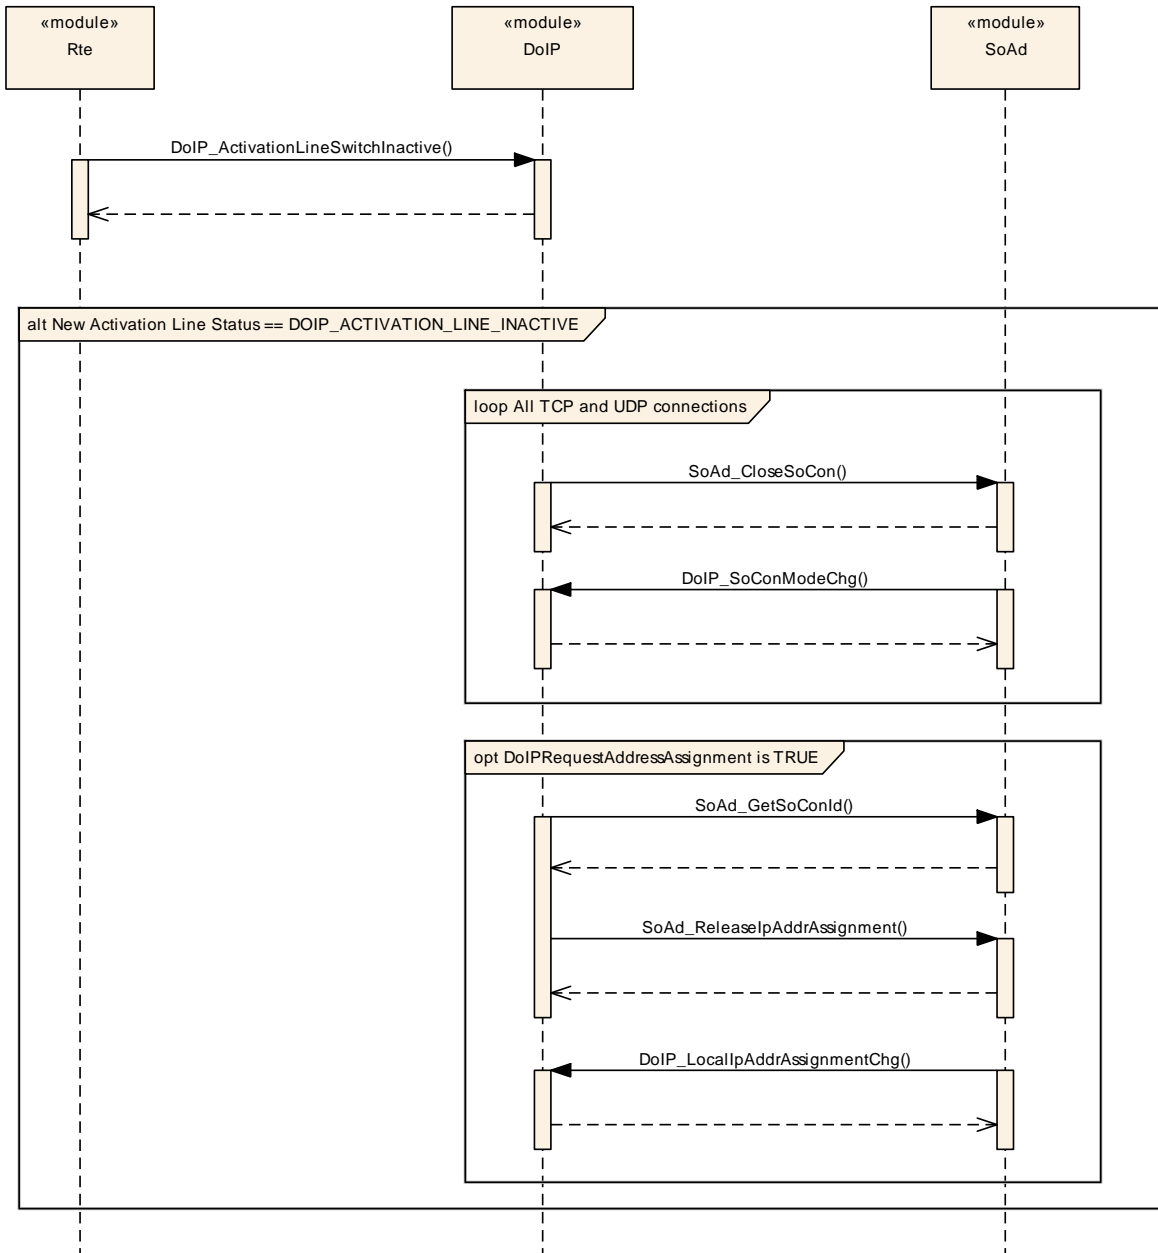 «module»
Rte
«module»
DoIP
«module»
SoAd
DoIP_ActivationLineSwitchInactive()
alt New Activation Line Status == DOIP_ACTIVATION_LINE_INACTIVE
loop All TCP and UDP connections
SoAd_CloseSoCon()
DoIP_SoConModeChg()
opt DoIPRequestAddressAssignment is TRUE
SoAd_GetSoConId()
SoAd_ReleaseIpAddrAssignment()
DoIP_LocalIpAddrAssignmentChg()